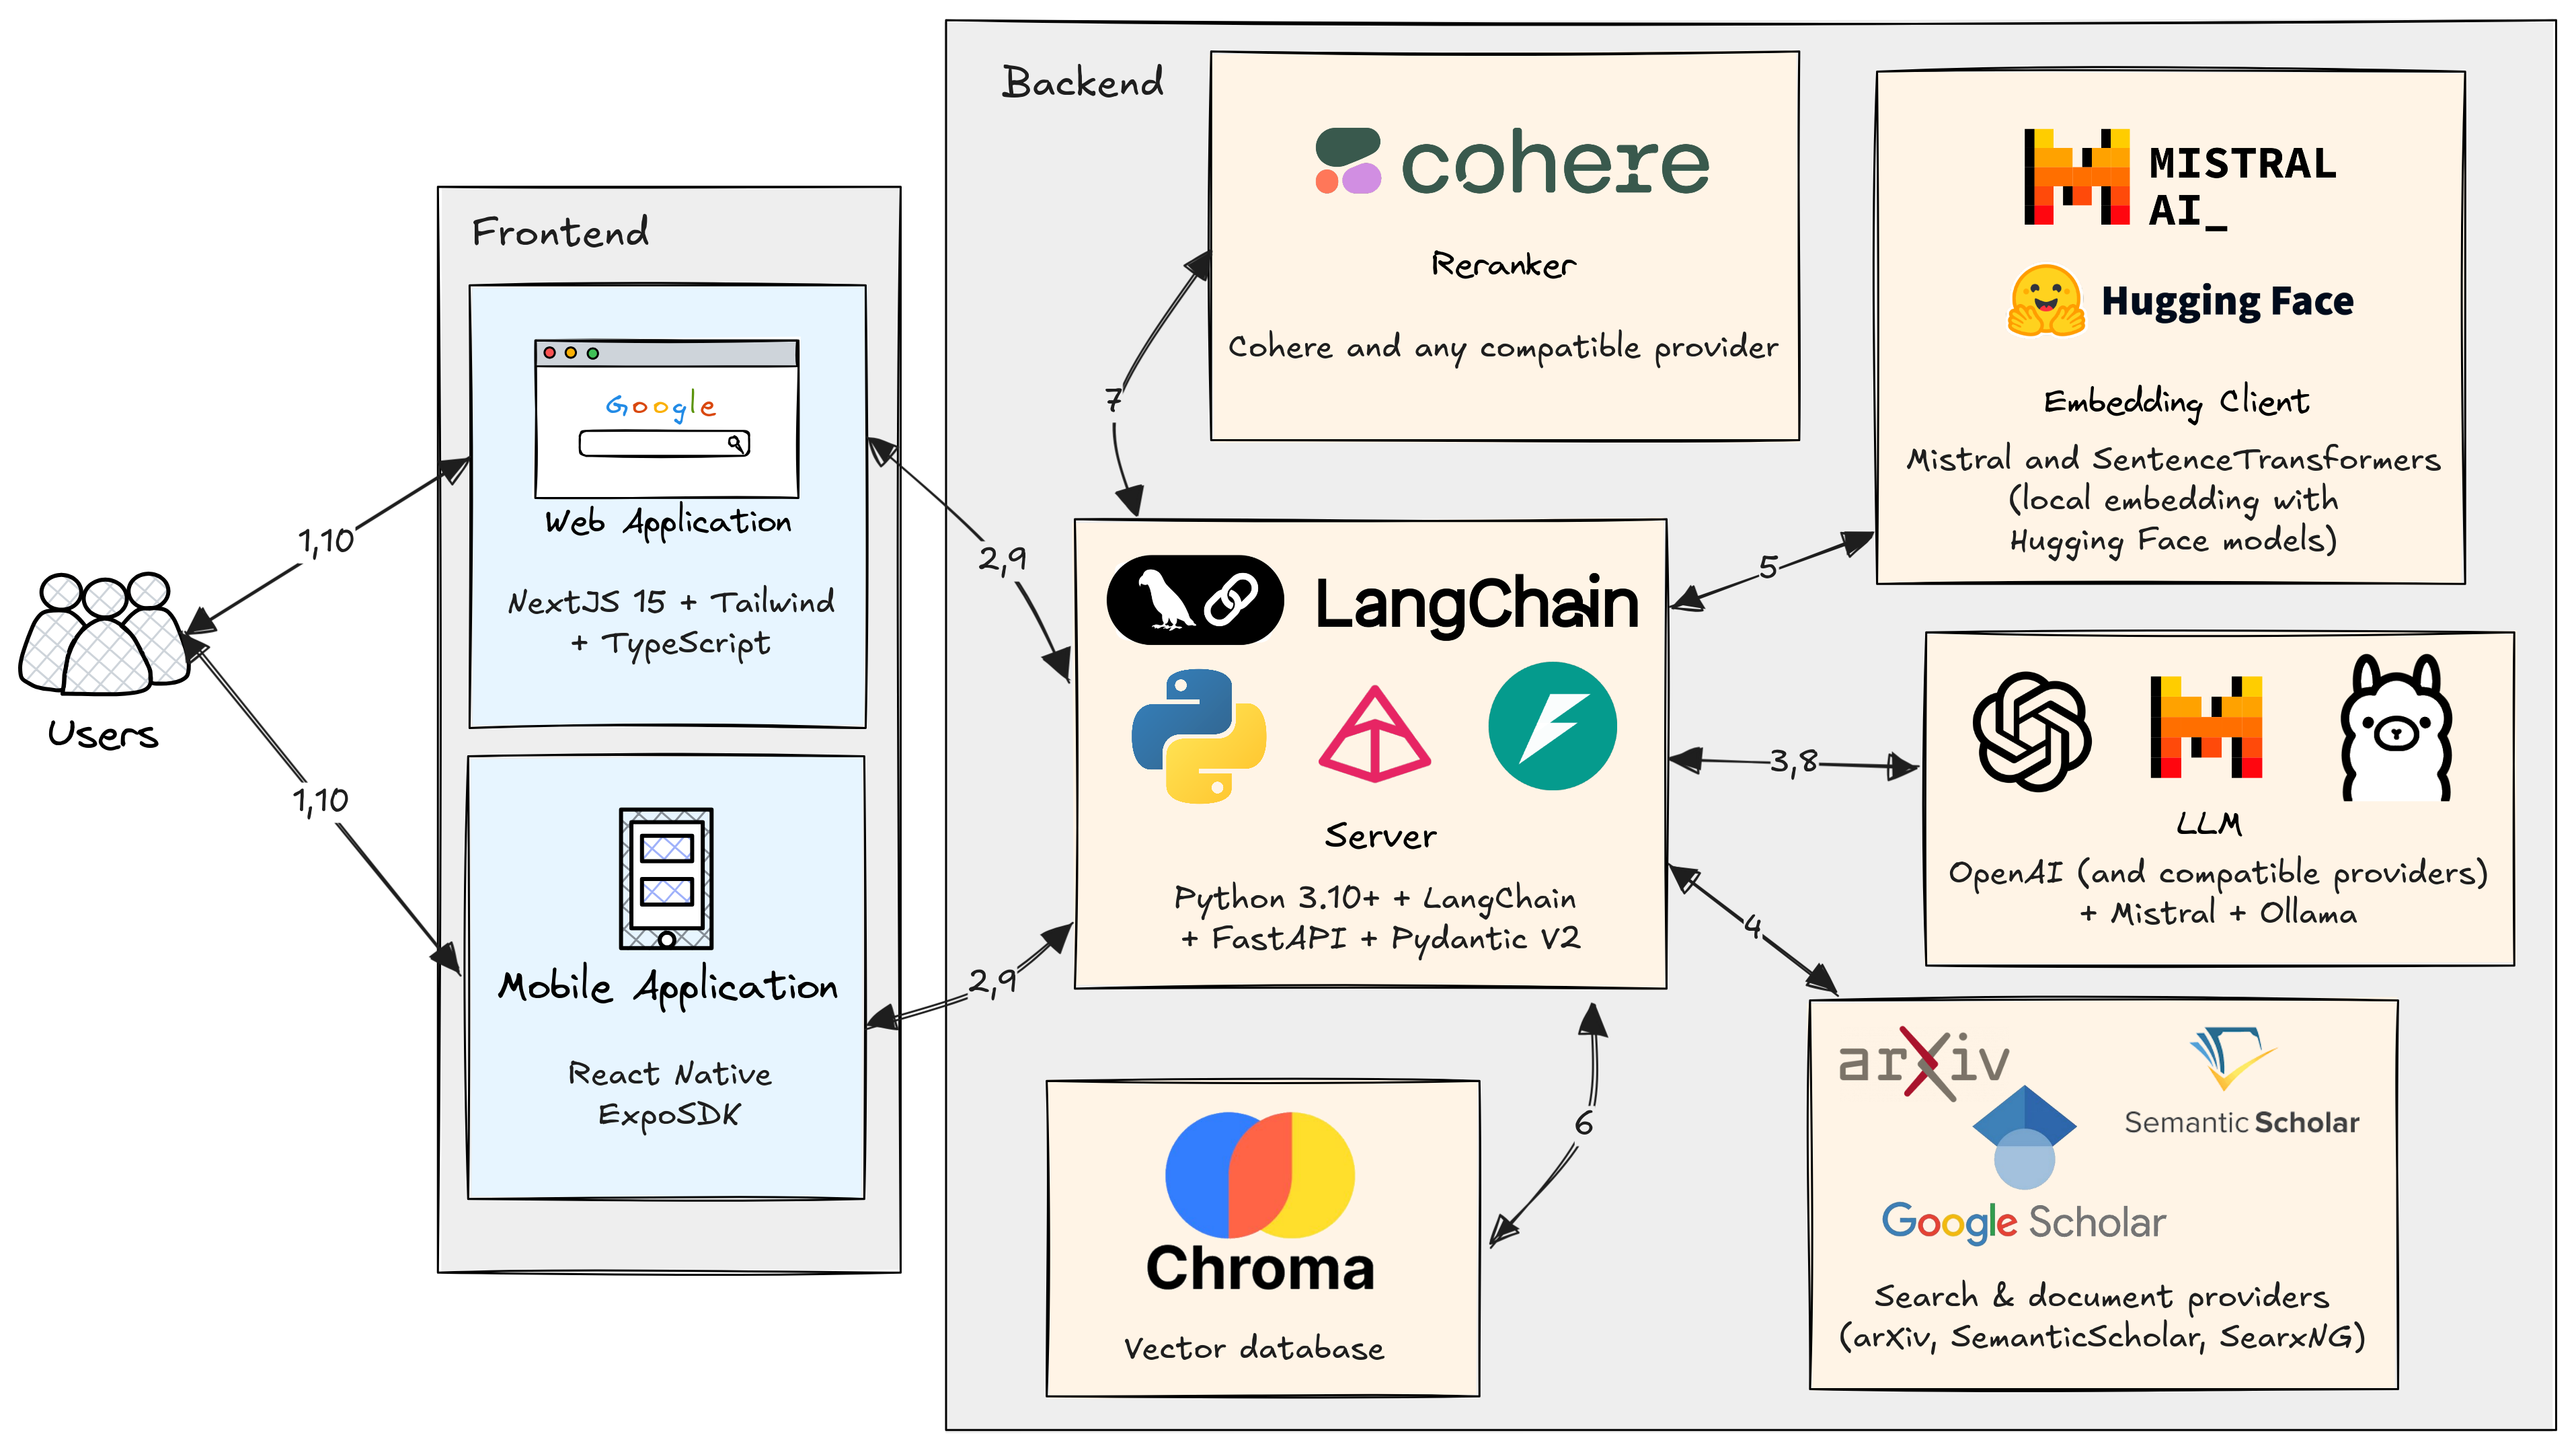 Users
1,10
1,10
Frontend
Google
Web Application
NextJS 15 + Tailwind
+ TypeScript
Mobile Application
React Native
ExpoSDK
2,9
2,9
Backend
cohere
Reranker
Cohere and any compatible provider
7
MISTRAL
AI_
Hugging Face
Embedding Client
Mistral and SentenceTransformers
(local embedding with
Hugging Face models)
5
LangChain
Server
Python 3.10+ + LangChain
+ FastAPI + Pydantic V2
3,8
LLM
OpenAI (and compatible providers)
+ Mistral + Ollama
4
arXiv
Semantic Scholar
Google Scholar
Search & document providers
(arXiv, SemanticScholar, SearxNG)
6
Chroma
Vector database